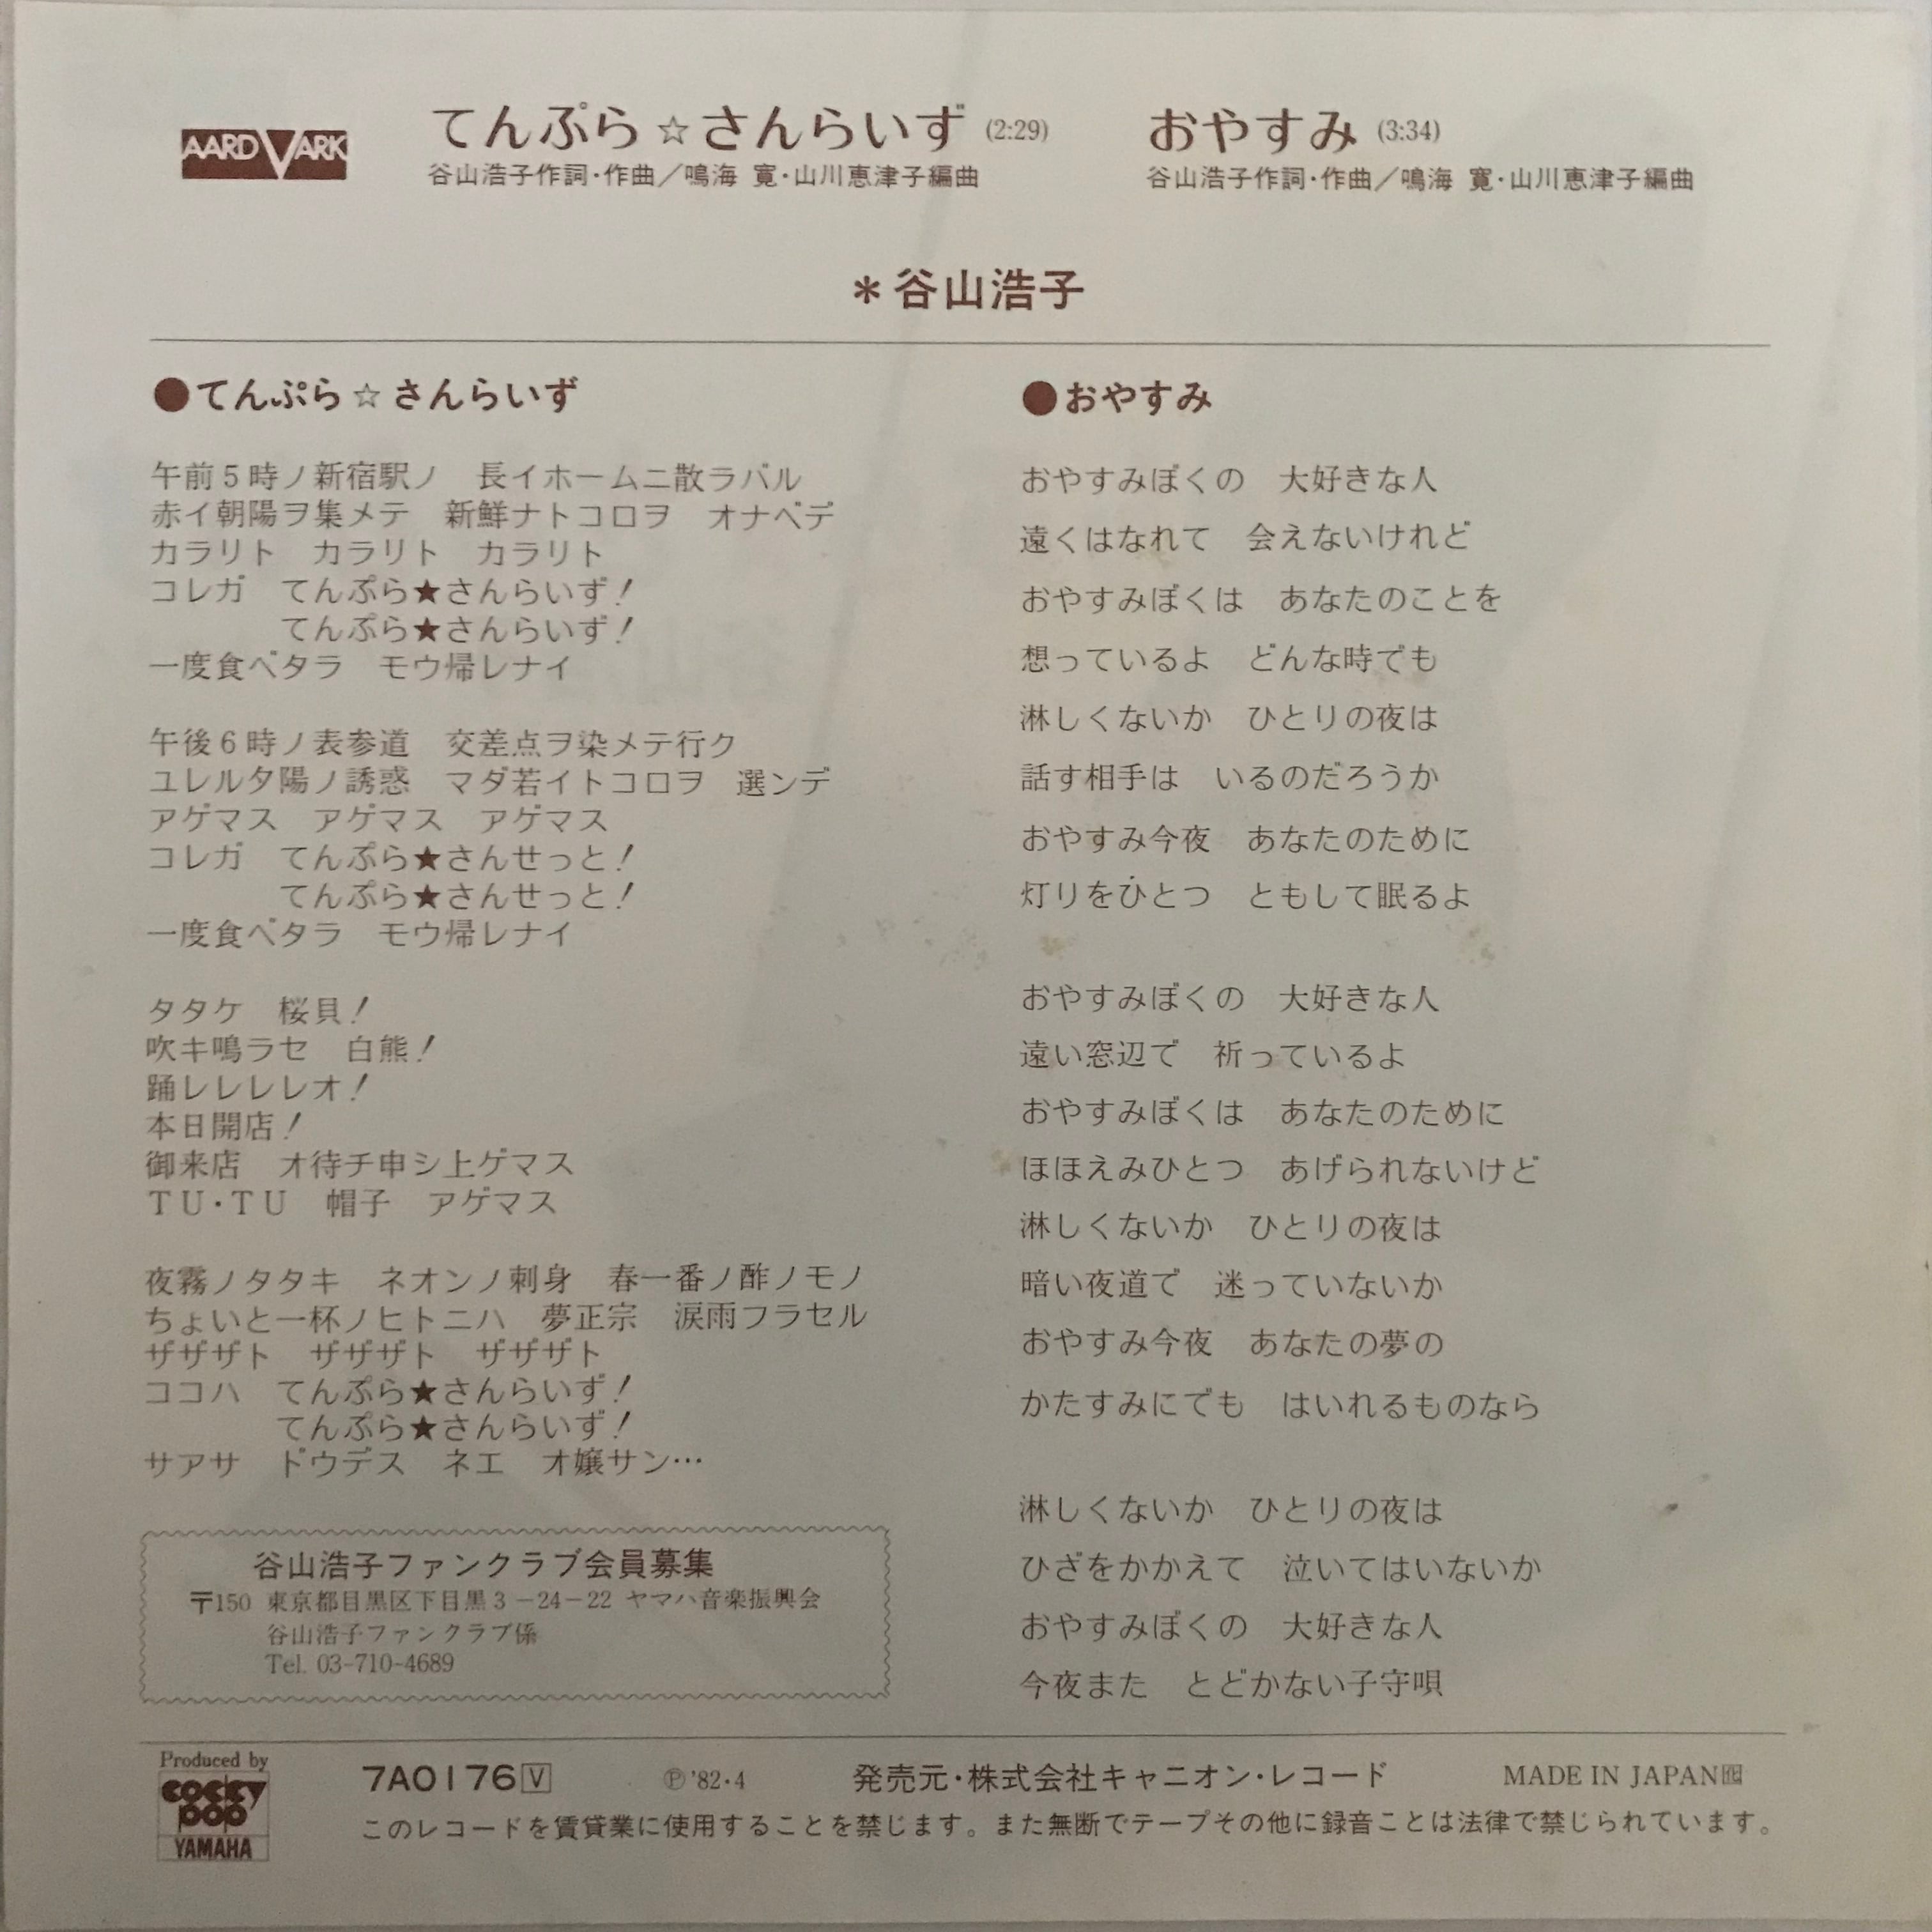 AARDVARK
てんぷら☆さんらいず (2:29)
谷山浩子作詞・作曲／鳴海 寛・山川恵津子編曲
おやすみ (3:34)
谷山浩子作詞・作曲／鳴海 寛・山川恵津子編曲
＊谷山浩子
●てんぷら☆さんらいず
午前5時ノ新宿駅ノ　長イホームニ散ラバル
赤イ朝陽ヲ集メテ　新鮮ナトコロヲ　オナベデ
カラリト　カラリト　カラリト
コレガ　てんぷら★さんらいず！
てんぷら★さんらいず！
一度食ベタラ　モウ帰レナイ
午後6時ノ表参道　交差点ヲ染メテ行ク
ユレル夕陽ノ誘惑　マダ若イトコロヲ　選ンデ
アゲマス　アゲマス　アゲマス
コレガ　てんぷら★さんせっと！
てんぷら★さんせっと！
一度食ベタラ　モウ帰レナイ
タタケ　桜貝！
吹キ鳴ラセ　白熊！
踊レレレレオ！
本日開店！
御来店　オ待チ申シ上ゲマス
TU・TU　帽子　アゲマス
夜霧ノタタキ　ネオンノ刺身　春一番ノ酢ノモノ
ちょいと一杯ノヒトニハ　夢正宗　涙雨フラセル
ザザザト　ザザザト　ザザザト
ココハ　てんぷら★さんらいず！
てんぷら★さんらいず！
サアサ　ドウデス　ネエ　オ嬢サン…
谷山浩子ファンクラブ会員募集
〒150 東京都目黒区下目黒3－24－22 ヤマハ音楽振興会
谷山浩子ファンクラブ係
Tel. 03-710-4689
●おやすみ
おやすみぼくの　大好きな人
遠くはなれて　会えないけれど
おやすみぼくは　あなたのことを
想っているよ　どんな時でも
淋しくないか　ひとりの夜は
話す相手は　いるのだろうか
おやすみ今夜　あなたのために
灯りをひとつ　ともして眠るよ
おやすみぼくの　大好きな人
遠い窓辺で　祈っているよ
おやすみぼくは　あなたのために
ほほえみひとつ　あげられないけど
淋しくないか　ひとりの夜は
暗い夜道で　迷っていないか
おやすみ今夜　あなたの夢の
かたすみにでも　はいれるものなら
淋しくないか　ひとりの夜は
ひざをかかえて　泣いてはいないか
おやすみぼくの　大好きな人
今夜また　とどかない子守唄
Produced by
coccy
pop
YAMAHA
7A0176 V
Ⓟ'82・4
発売元・株式会社キャニオン・レコード
MADE IN JAPAN
このレコードを賃貸業に使用することを禁じます。また無断でテープその他に録音ことは法律で禁じられています。